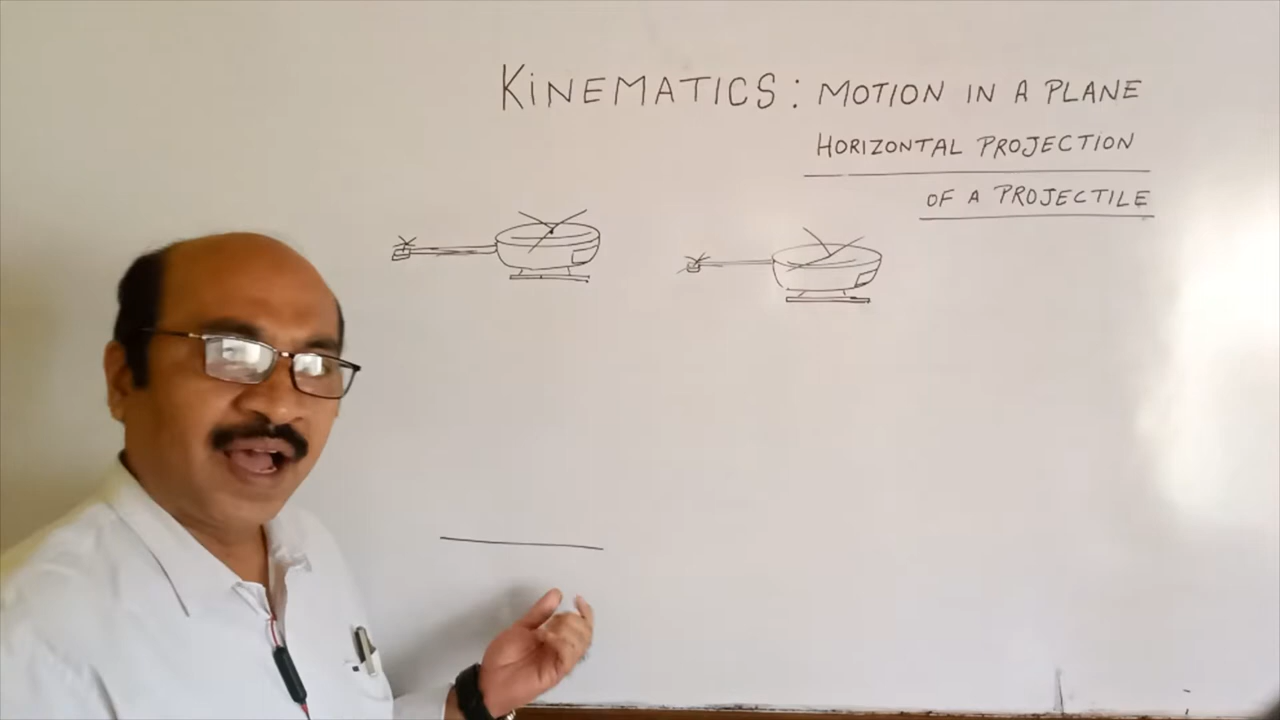 KiNEMATICS : MOTION IN A PLANE
HORIZONTAL PROJECTION
OF A PROJECTILE